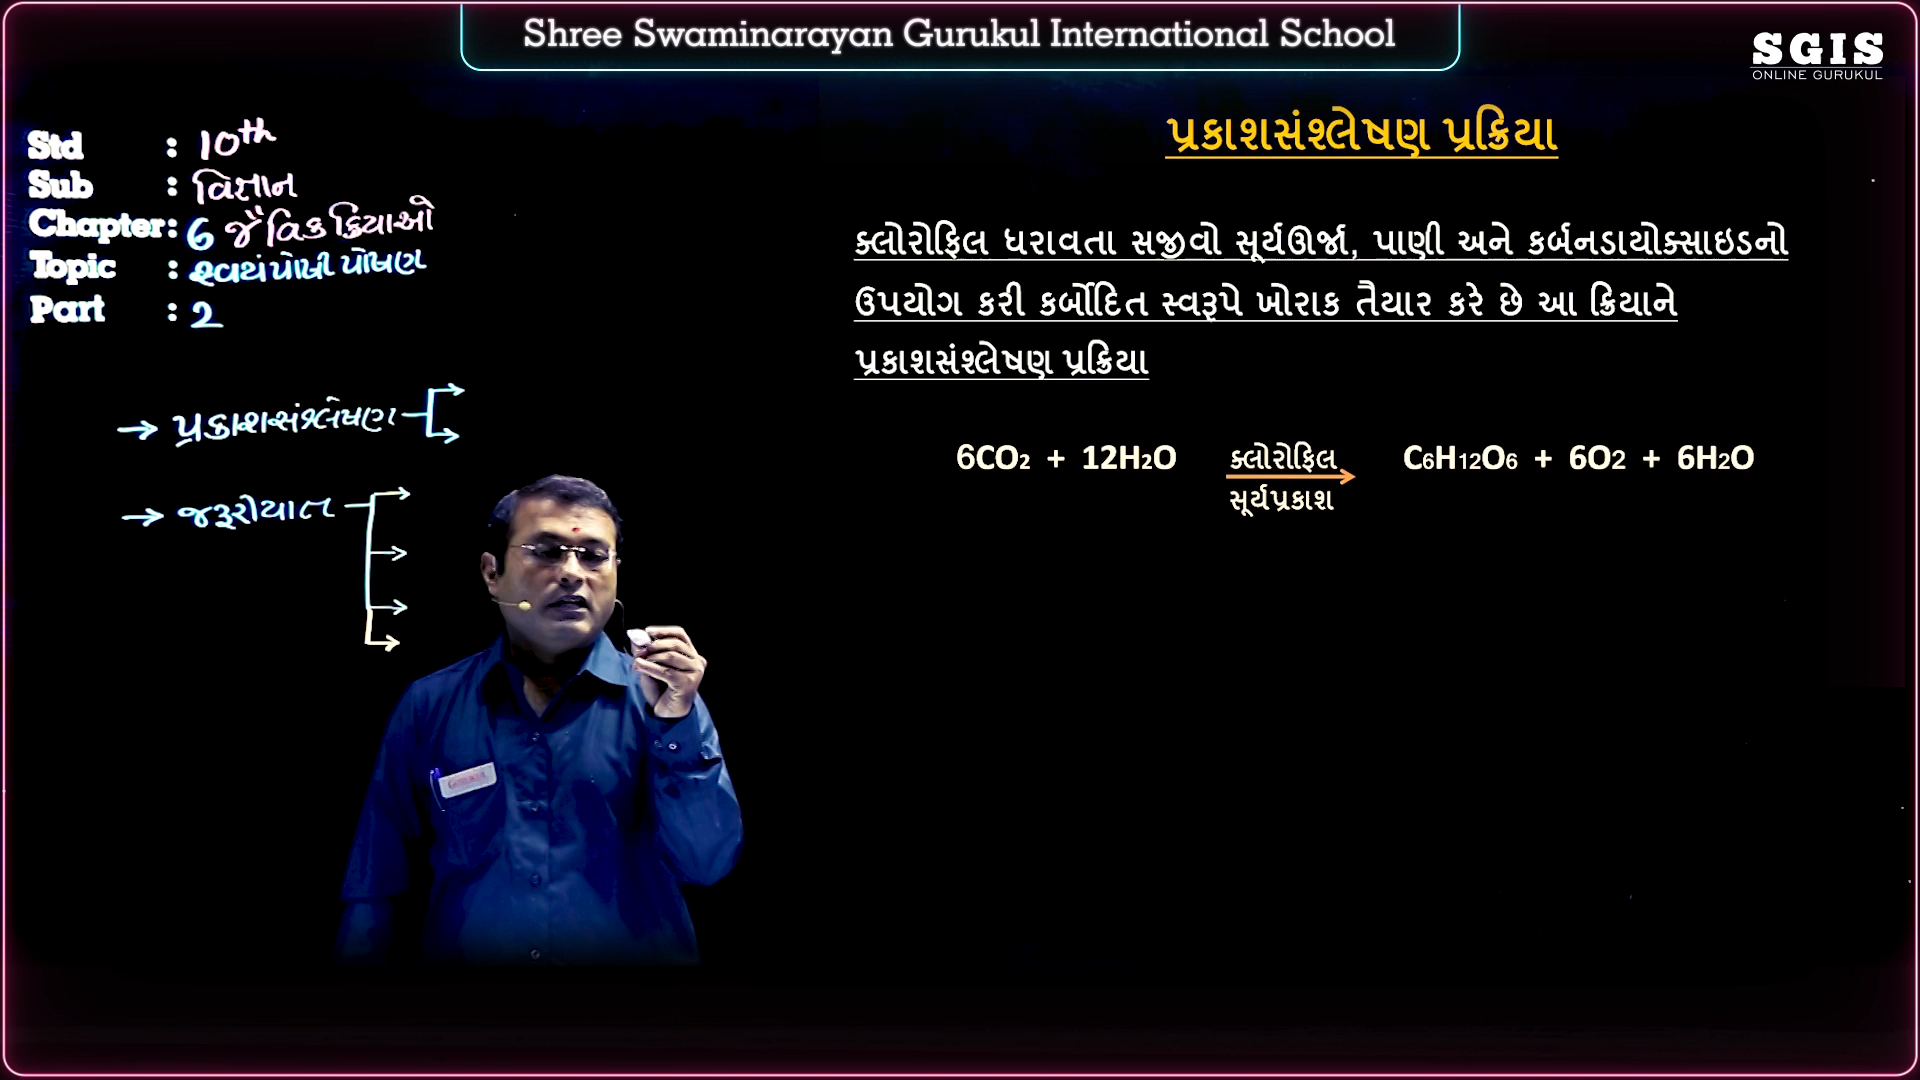 Shree Swaminarayan Gurukul International School
SGIS
ONLINE GURUKUL
Std : 10th
Sub : વિજ્ઞાન
Chapter : 6 જૈવિક ક્રિયાઓ
Topic : સ્વયંપોષી પોષણ
Part : 2
→ પ્રકાશસંશ્લેષણ
→ જરૂરીયાત
પ્રકાશસંશ્લેષણ પ્રક્રિયા
ક્લોરોફિલ ધરાવતા સજીવો સૂર્યઊર્જા, પાણી અને કર્બનડાયોક્સાઇડનો
ઉપયોગ કરી કર્બોદિત સ્વરૂપે ખોરાક તૈયાર કરે છે આ ક્રિયાને
પ્રકાશસંશ્લેષણ પ્રક્રિયા
6CO₂ + 12H₂O ક્લોરોફિલ → C₆H₁₂O₆ + 6O₂ + 6H₂O
સૂર્યપ્રકાશ